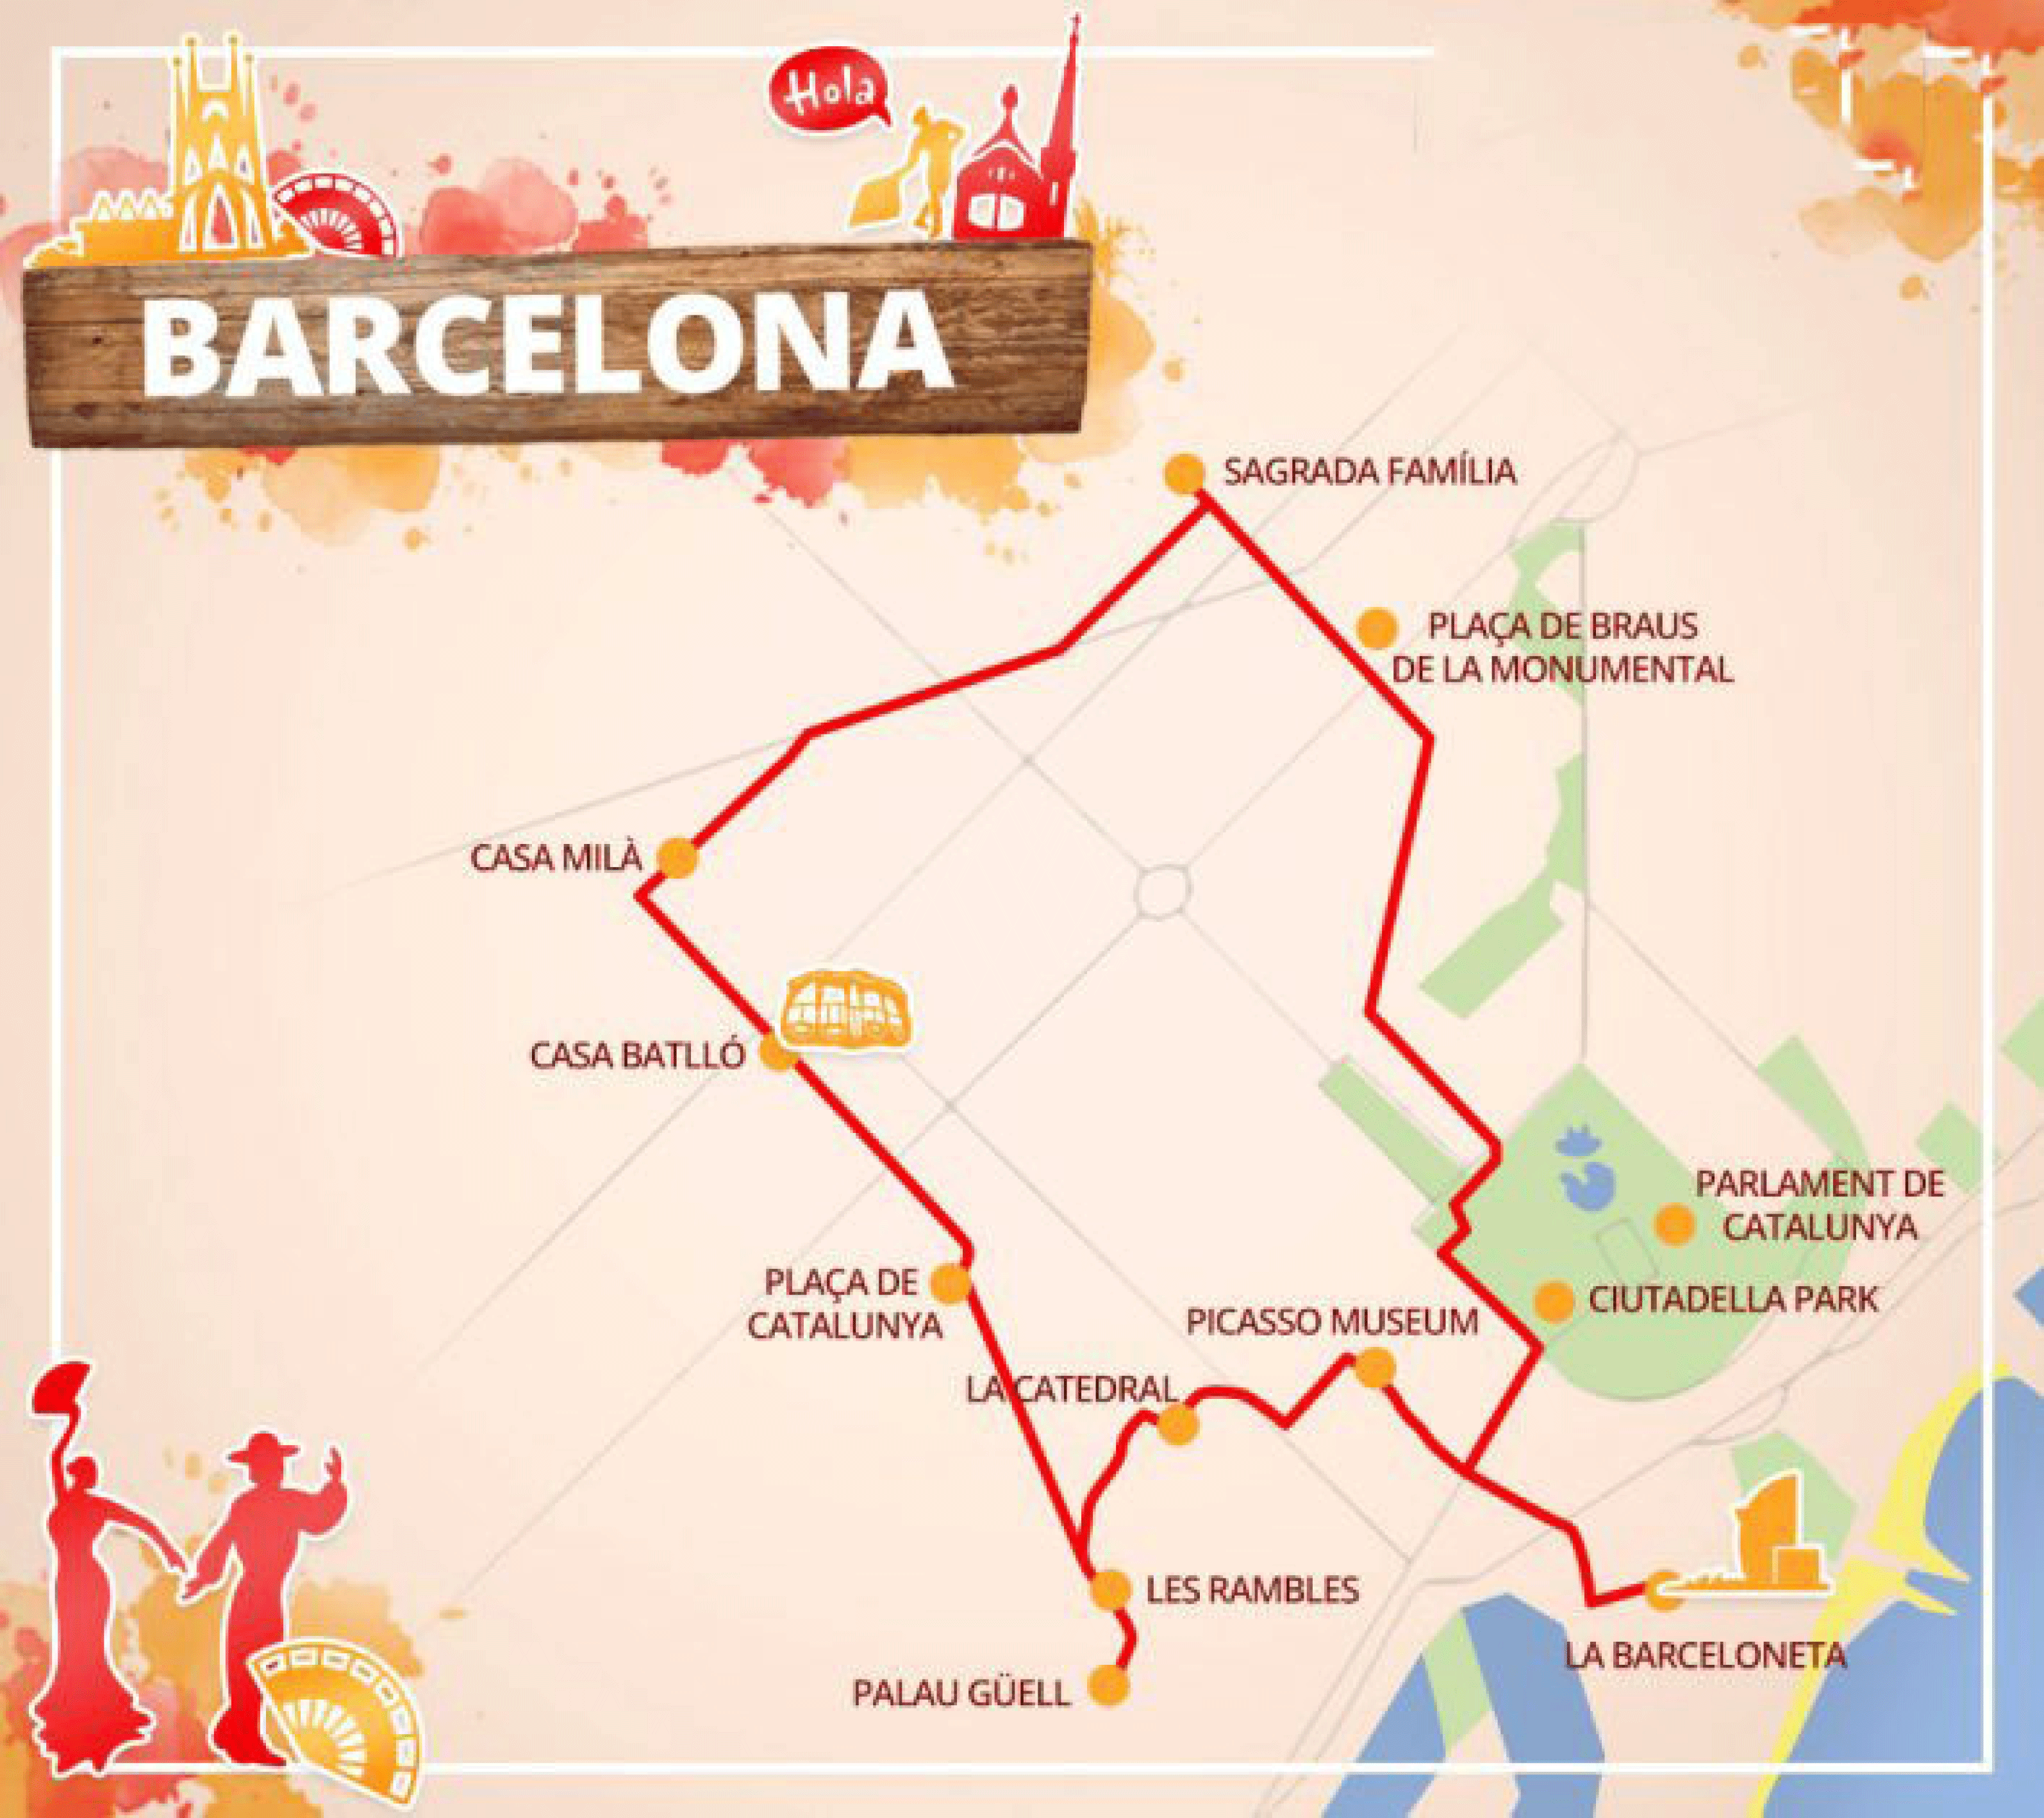 Hola
BARCELONA
SAGRADA FAMÍLIA
PLAÇA DE BRAUS
DE LA MONUMENTAL
CASA MILÀ
CASA BATLLÓ
PARLAMENT DE
CATALUNYA
PLAÇA DE
CATALUNYA
CIUTADELLA PARK
PICASSO MUSEUM
LA CATEDRAL
LES RAMBLES
LA BARCELONETA
PALAU GÜELL